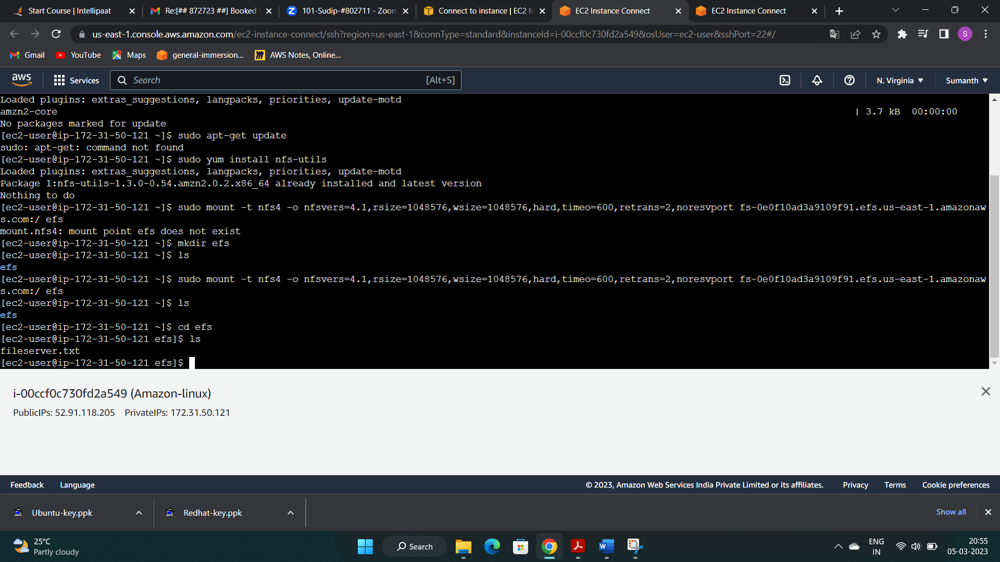 Start Course | Intellipaat
Re:[## 872723 ##] Booked
101-Sudip-#802711 - Zoom
Connect to instance | EC2 M
EC2 Instance Connect
EC2 Instance Connect
us-east-1.console.aws.amazon.com/ec2-instance-connect/ssh?region=us-east-1&connType=standard&instanceId=i-00ccf0c730fd2a549&osUser=ec2-user&sshPort=22#/
S
Gmail
YouTube
Maps
general-immersion...
AWS Notes, Online...
aws
Services
Search
[Alt+S]
N. Virginia
Sumanth
Loaded plugins: extras_suggestions, langpacks, priorities, update-motd
amzn2-core | 3.7 kB 00:00:00
No packages marked for update
[ec2-user@ip-172-31-50-121 ~]$ sudo apt-get update
sudo: apt-get: command not found
[ec2-user@ip-172-31-50-121 ~]$ sudo yum install nfs-utils
Loaded plugins: extras_suggestions, langpacks, priorities, update-motd
Package 1:nfs-utils-1.3.0-0.54.amzn2.0.2.x86_64 already installed and latest version
Nothing to do
[ec2-user@ip-172-31-50-121 ~]$ sudo mount -t nfs4 -o nfsvers=4.1,rsize=1048576,wsize=1048576,hard,timeo=600,retrans=2,noresvport fs-0e0f10ad3a9109f91.efs.us-east-1.amazonaw
s.com:/ efs
mount.nfs4: mount point efs does not exist
[ec2-user@ip-172-31-50-121 ~]$ mkdir efs
[ec2-user@ip-172-31-50-121 ~]$ ls
efs
[ec2-user@ip-172-31-50-121 ~]$ sudo mount -t nfs4 -o nfsvers=4.1,rsize=1048576,wsize=1048576,hard,timeo=600,retrans=2,noresvport fs-0e0f10ad3a9109f91.efs.us-east-1.amazonaw
s.com:/ efs
[ec2-user@ip-172-31-50-121 ~]$ ls
efs
[ec2-user@ip-172-31-50-121 ~]$ cd efs
[ec2-user@ip-172-31-50-121 efs]$ ls
fileserver.txt
[ec2-user@ip-172-31-50-121 efs]$
i-00ccf0c730fd2a549 (Amazon-linux)
PublicIPs: 52.91.118.205 PrivateIPs: 172.31.50.121
Feedback
Language
© 2023, Amazon Web Services India Private Limited or its affiliates.
Privacy
Terms
Cookie preferences
Ubuntu-key.ppk
Redhat-key.ppk
Show all
25°C
Partly cloudy
Search
ENG
IN
20:55
05-03-2023